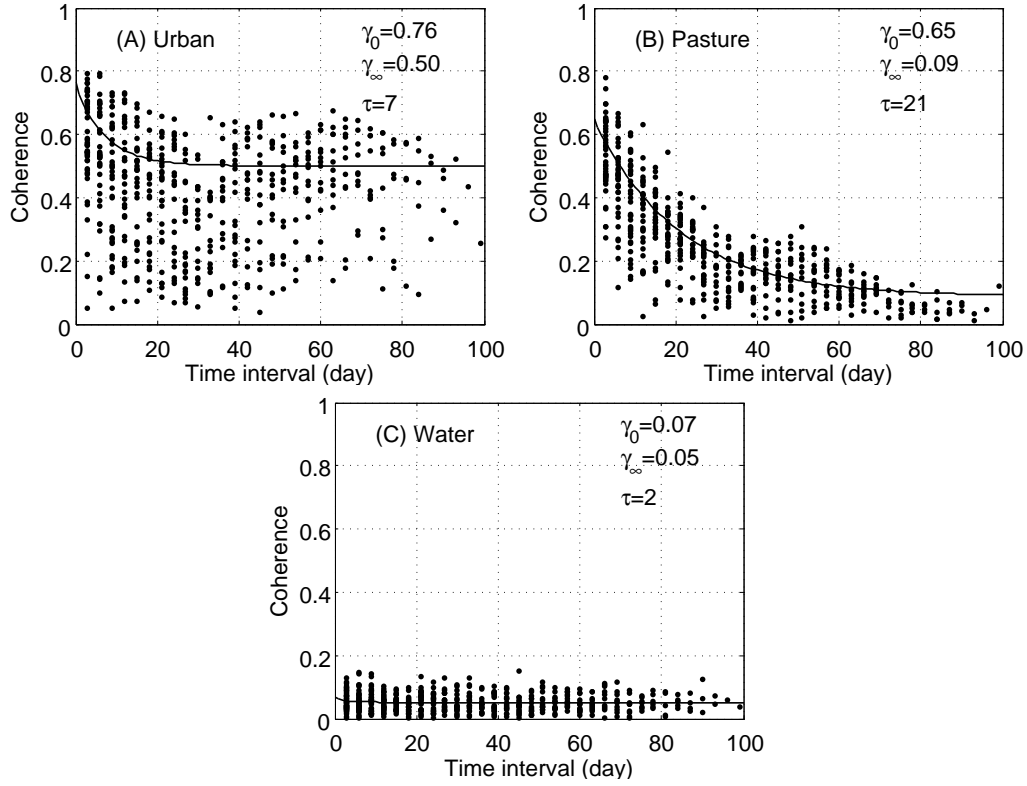 1
(A) Urban
γ0=0.76
γ∞=0.50
τ=7
0.8
0.6
0.4
0.2
0
Coherence
0 20 40 60 80 100
Time interval (day)
1
(B) Pasture
γ0=0.65
γ∞=0.09
τ=21
0.8
0.6
0.4
0.2
0
Coherence
0 20 40 60 80 100
Time interval (day)
1
(C) Water
γ0=0.07
γ∞=0.05
τ=2
0.8
0.6
0.4
0.2
0
Coherence
0 20 40 60 80 100
Time interval (day)